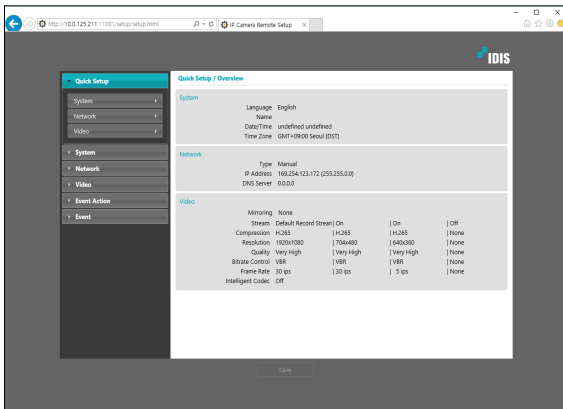 http://10.0.125.211:11001/setup/setup.html
IP Camera Remote Setup
IDIS
Quick Setup
System
Network
Video
System
Network
Video
Event Action
Event
Quick Setup / Overview
System
Language English
Name
Date/Time undefined undefined
Time Zone GMT+09:00 Seoul (DST)
Network
Type Manual
IP Address 169.254.123.172 (255.255.0.0)
DNS Server 0.0.0.0
Video
Mirroring None
Stream Default Record Strean| On | On | Off
Compression H.265 | H.265 | H.265 | None
Resolution 1920x1080 | 704x480 | 640x360 | None
Quality Very High | Very High | Very High | None
Bitrate Control VBR | VBR | VBR | None
Frame Rate 30 ips | 30 ips | 5 ips | None
Intelligent Codec Off
Save